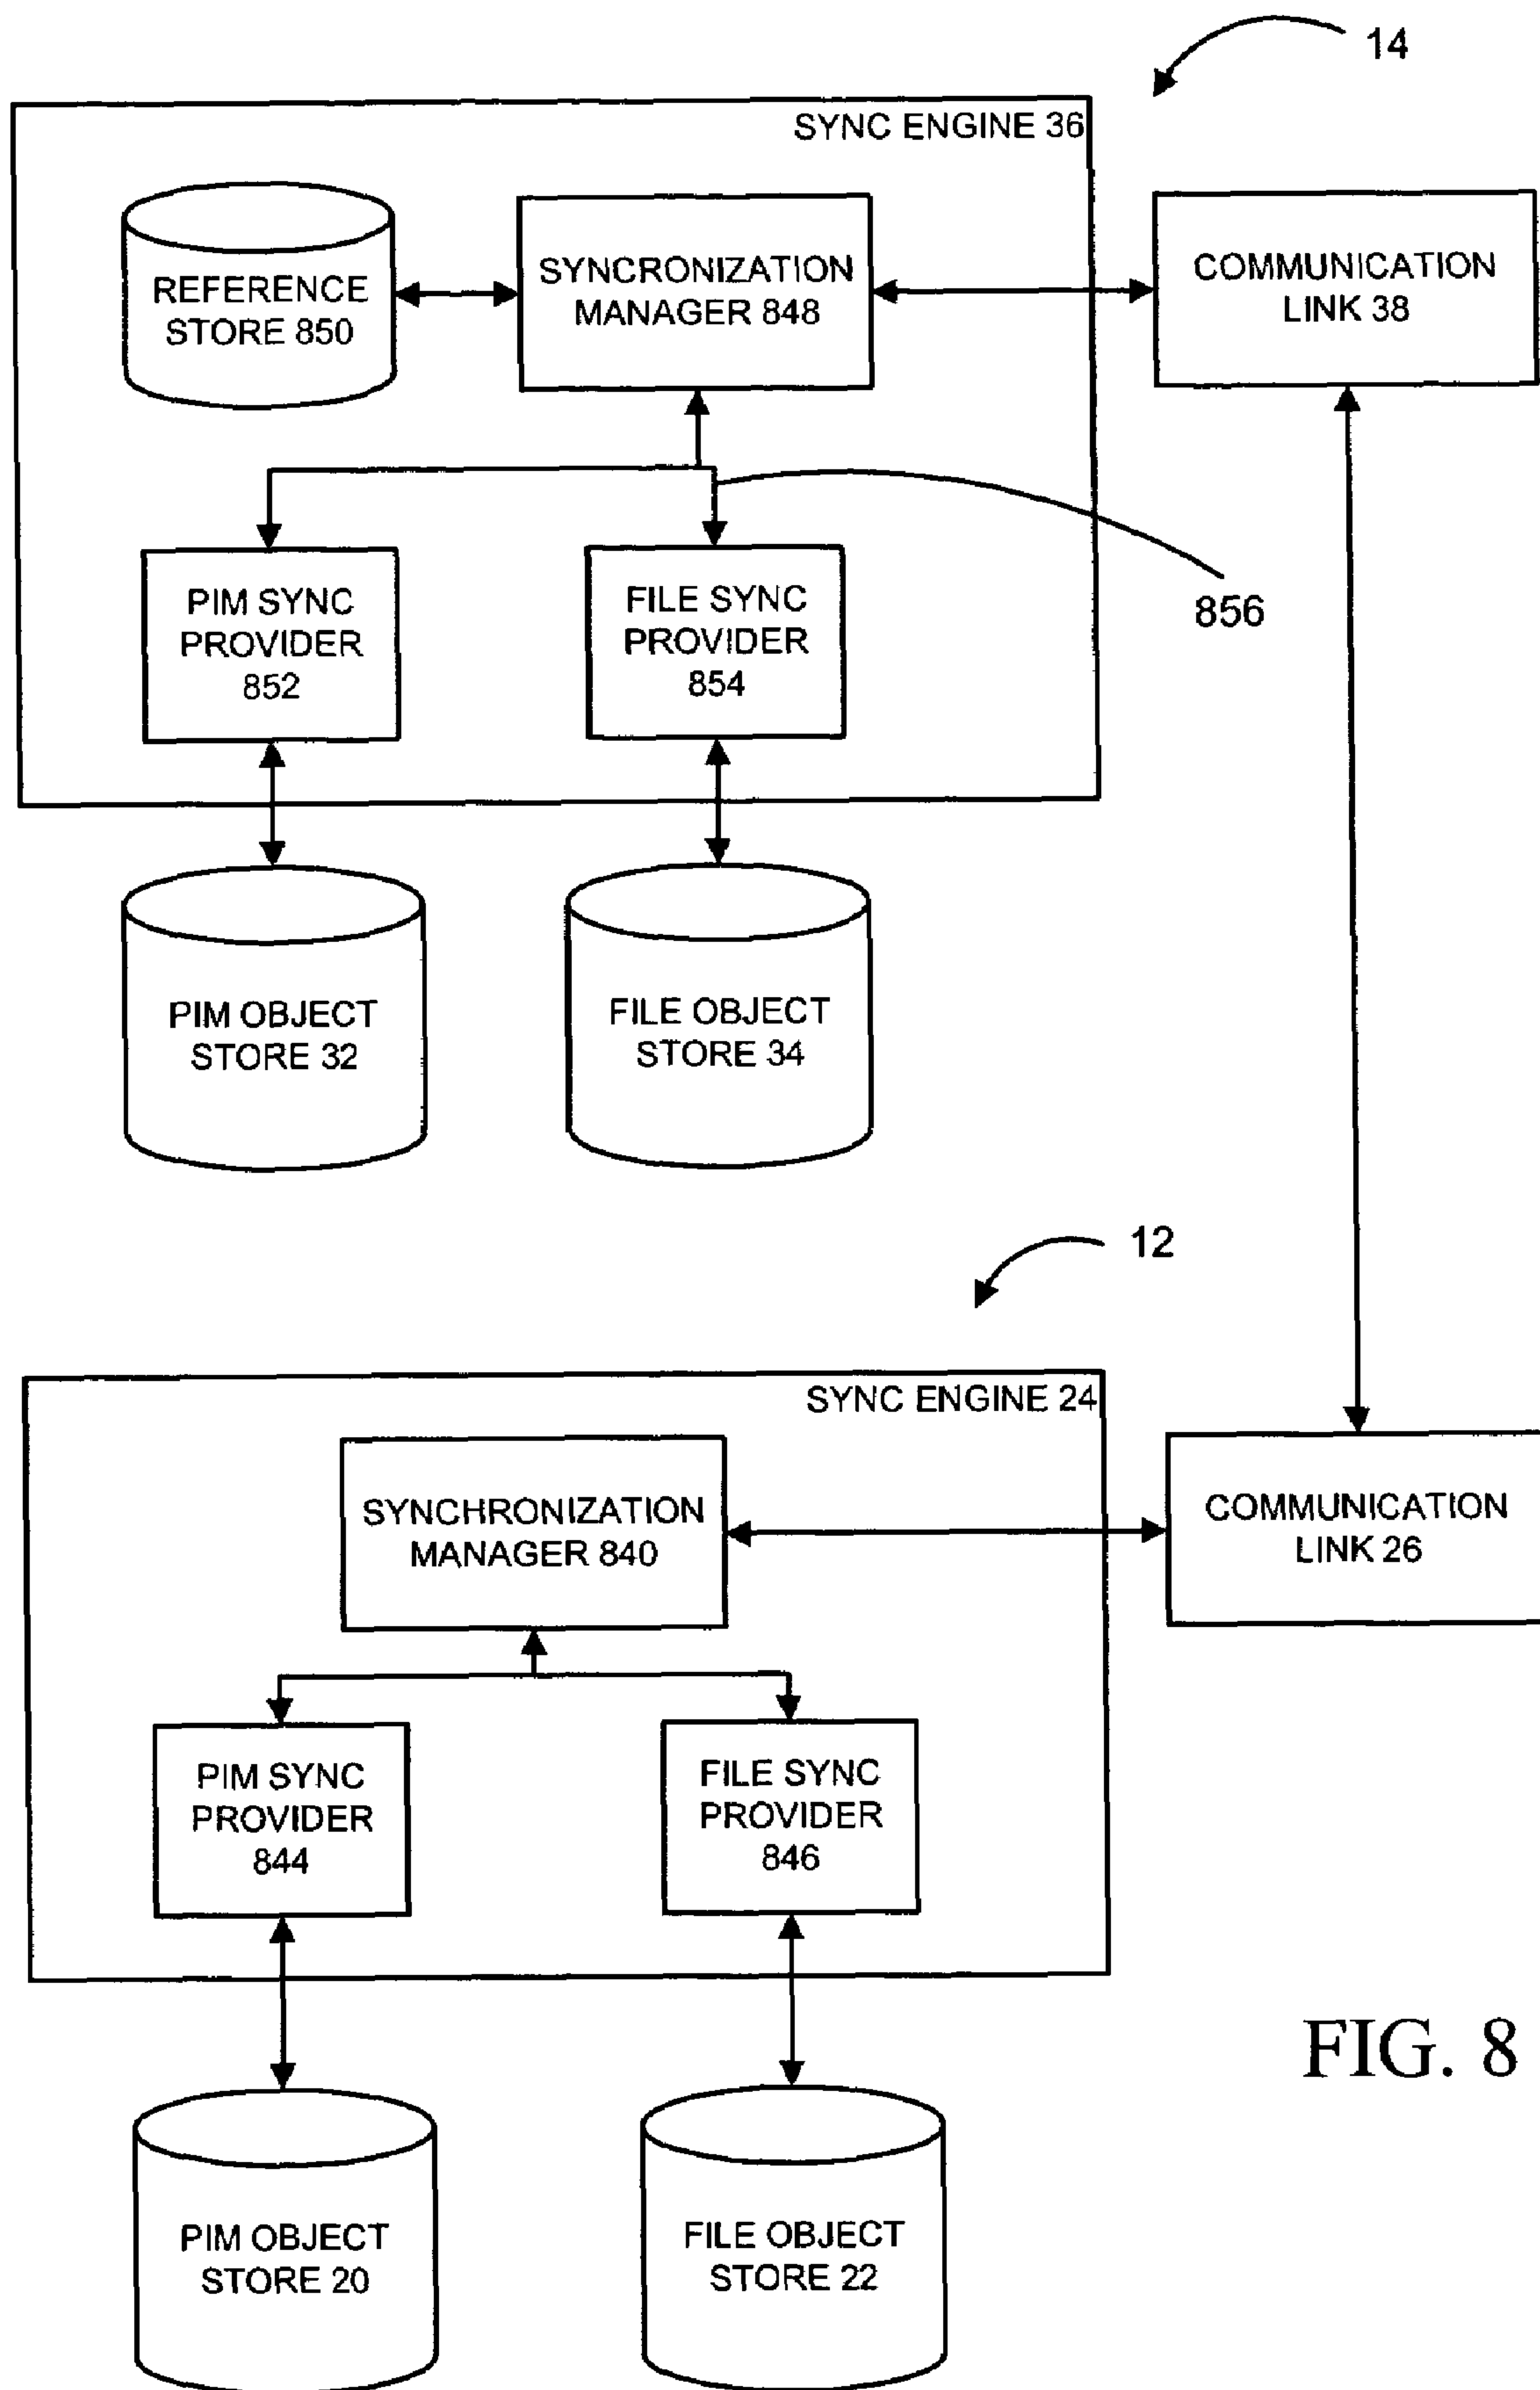 14
SYNC ENGINE 36
REFERENCE
STORE 850
SYNCRONIZATION
MANAGER 848
COMMUNICATION
LINK 38
PIM SYNC
PROVIDER
852
FILE SYNC
PROVIDER
854
856
PIM OBJECT
STORE 32
FILE OBJECT
STORE 34
12
SYNC ENGINE 24
SYNCHRONIZATION
MANAGER 840
COMMUNICATION
LINK 26
PIM SYNC
PROVIDER
844
FILE SYNC
PROVIDER
846
FIG. 8
PIM OBJECT
STORE 20
FILE OBJECT
STORE 22